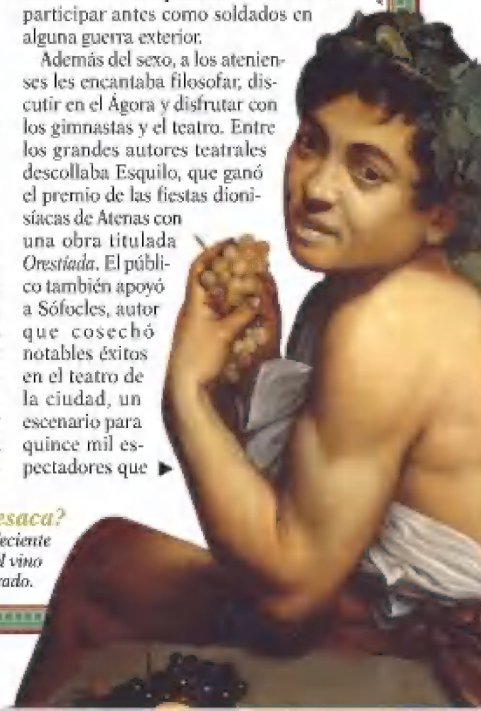 participar antes como soldados en
alguna guerra exterior.
Además del sexo, a los atenien-
ses les encantaba filosofar, dis-
cutir en el Ágora y disfrutar con
los gimnastas y el teatro. Entre
los grandes autores teatrales
descollaba Esquilo, que ganó
el premio de las fiestas dioni-
síacas de Atenas con
una obra titulada
Orestíada. El públi-
co también apoyó
a Sófocles, autor
que cosechó
notables éxitos
en el teatro de
la ciudad, un
escenario para
quince mil es-
pectadores que ▶
esaca?
eciente
l vino
rado.